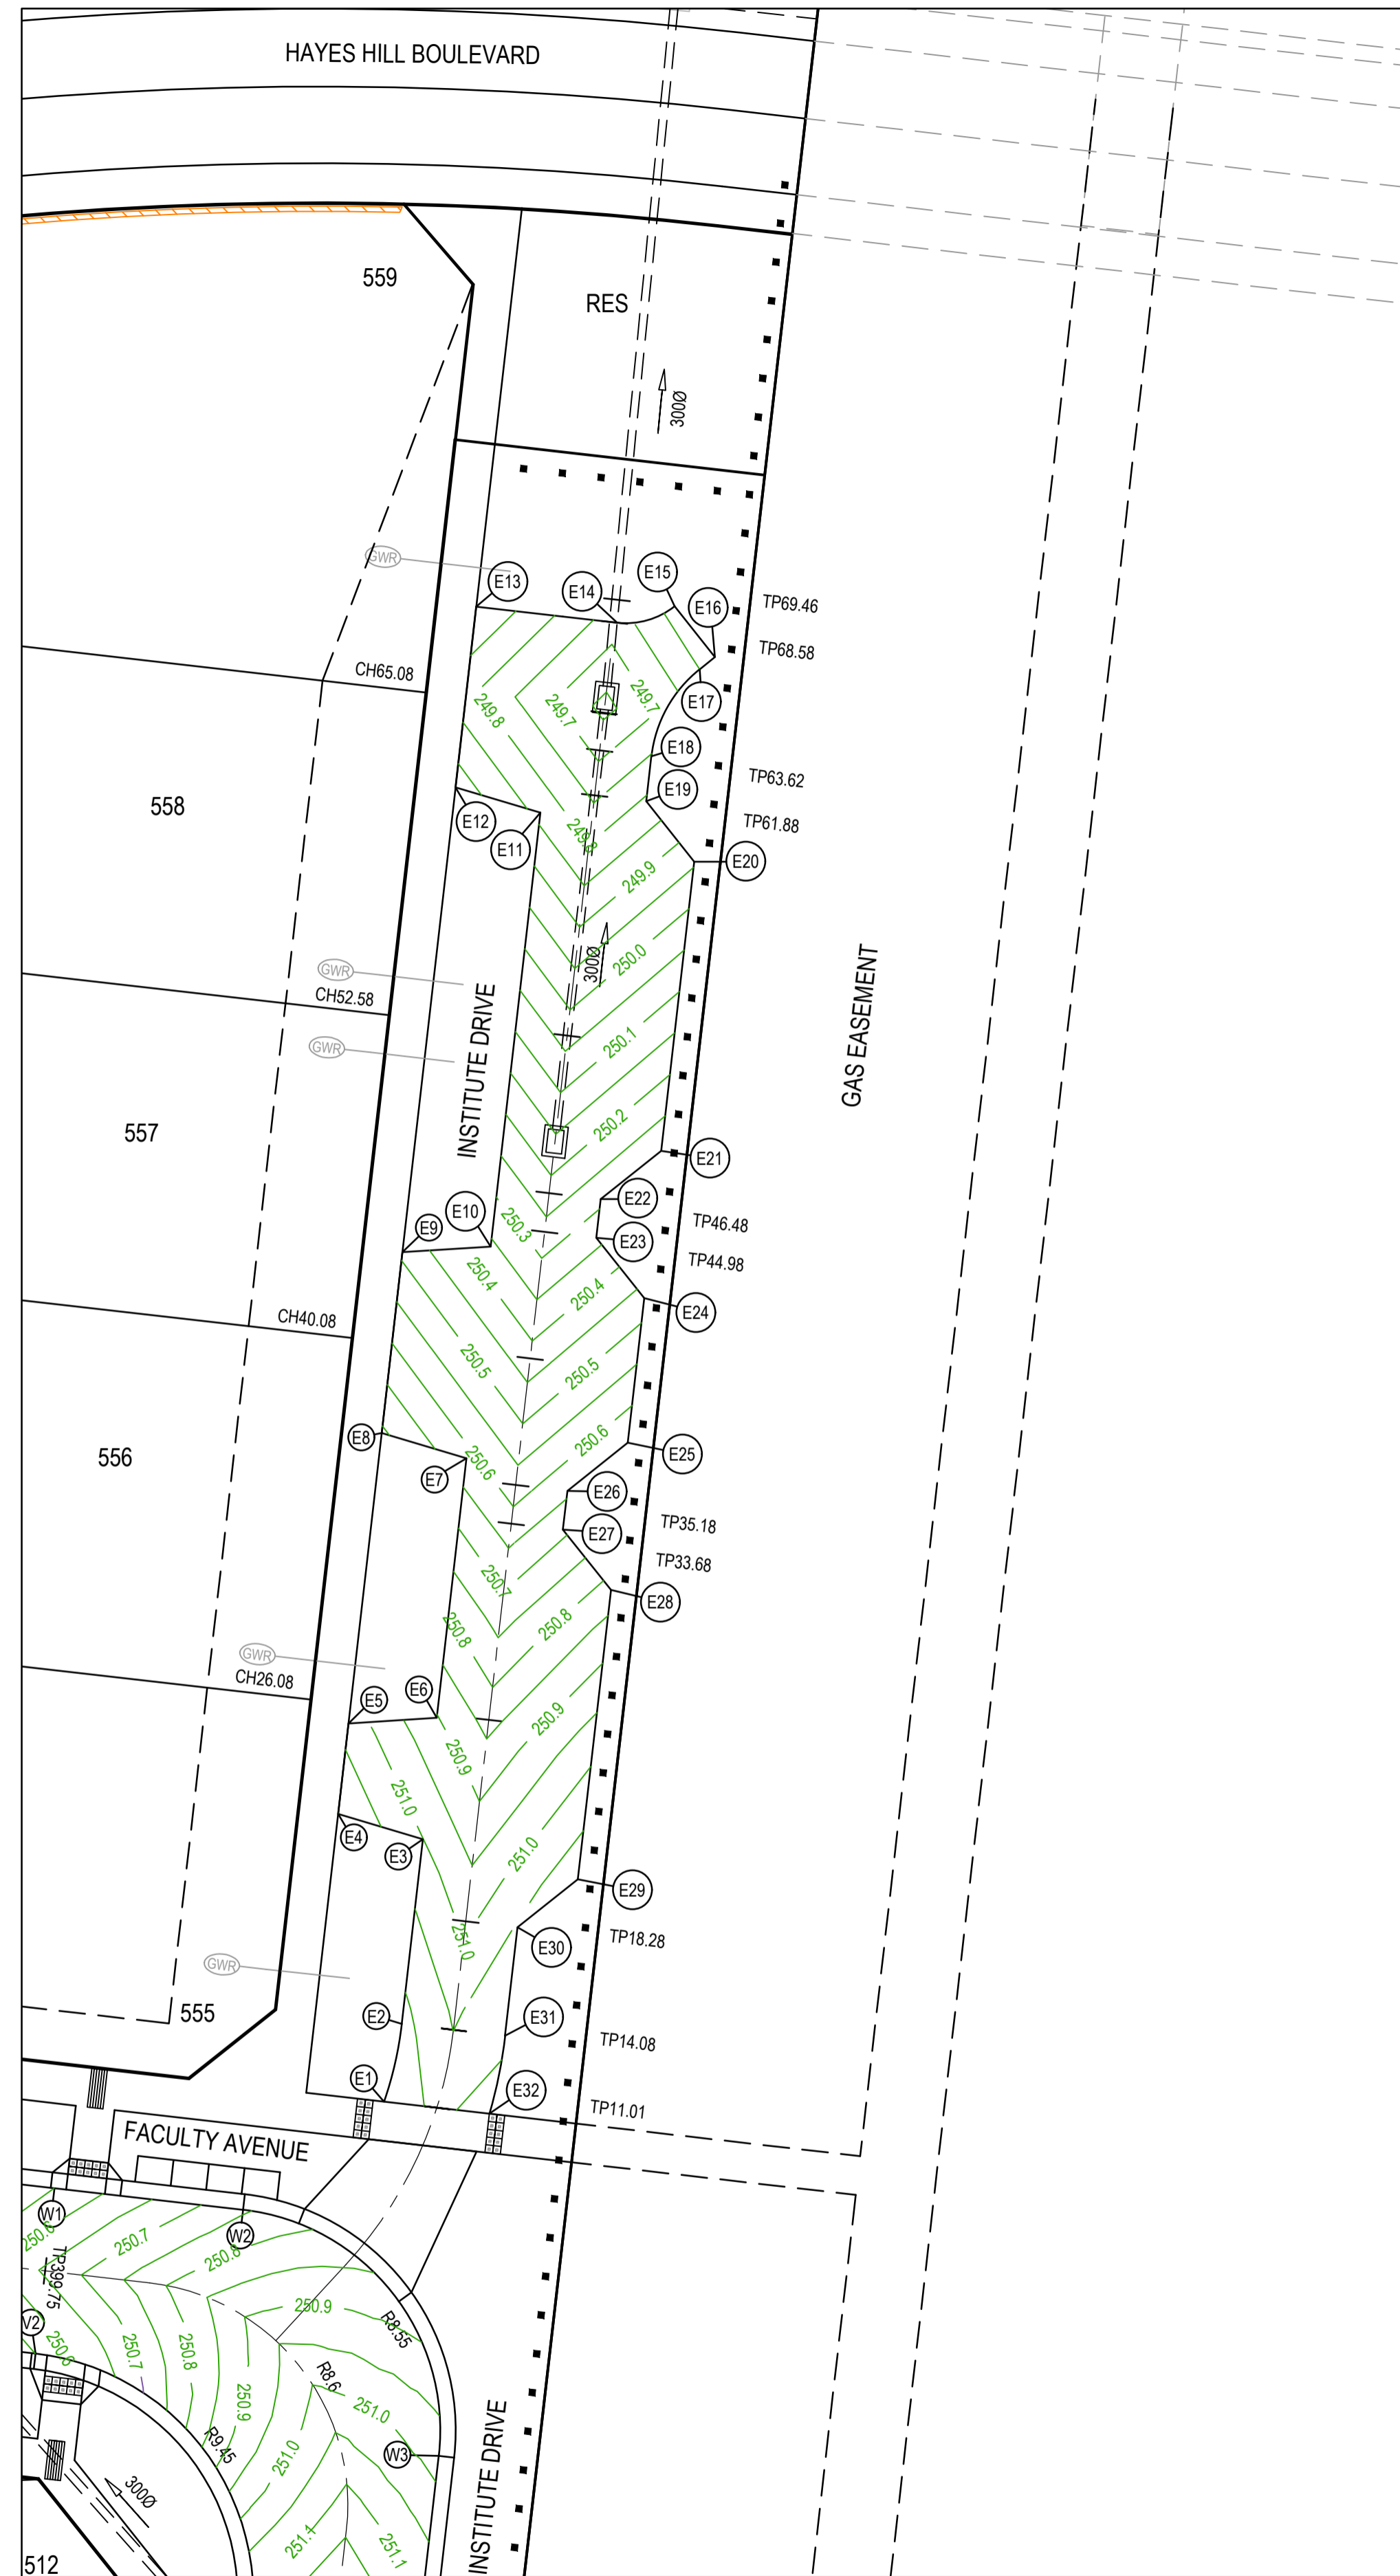 HAYES HILL BOULEVARD
559
RES
300Ø
GWR
E13
E14
E15
E16
TP69.46
TP68.58
CH65.08
249.8
249.7
249.7
E17
E18
E19
TP63.62
TP61.88
558
E12
E11
249.8
E20
249.9
300Ø
250.0
GWR
CH52.58
GWR
INSTITUTE DRIVE
250.1
GAS EASEMENT
557
250.2
E21
E22
E9
E10
250.3
TP46.48
E23
TP44.98
250.4
250.4
CH40.08
E24
250.5
250.5
556
E8
E7
250.6
250.6
E25
E26
TP35.18
E27
TP33.68
250.7
E28
250.8
250.8
GWR
CH26.08
E5
E6
250.9
250.9
251.0
E4
E3
251.0
E29
251.0
E30
TP18.28
GWR
555
E2
E31
TP14.08
E1
E32
TP11.01
FACULTY AVENUE
W1
W2
250.6
250.7
250.8
TP399.75
V2
250.6
250.7
250.8
250.9
250.9
R8.55
R8.6
251.0
R9.45
251.0
W3
300Ø
INSTITUTE DRIVE
251.1
251.1
512